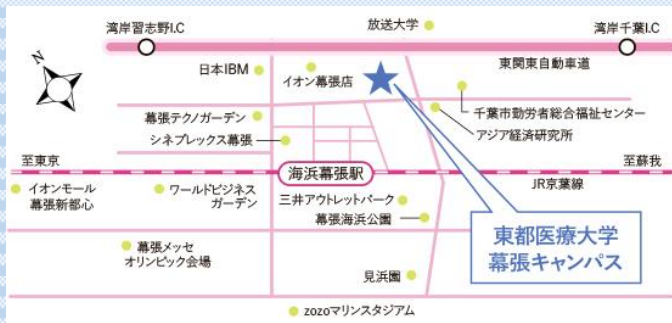 放送大学
湾岸習志野I.C
湾岸千葉I.C
N
日本IBM
イオン幕張店
東関東自動車道
幕張テクノガーデン
千葉市勤労者総合福祉センター
シネプレックス幕張
アジア経済研究所
至東京
海浜幕張駅
至蘇我
JR京葉線
イオンモール
幕張新都心
ワールドビジネス
ガーデン
三井アウトレットパーク
幕張海浜公園
東都医療大学
幕張キャンパス
幕張メッセ
オリンピック会場
見浜園
zozoマリンスタジアム